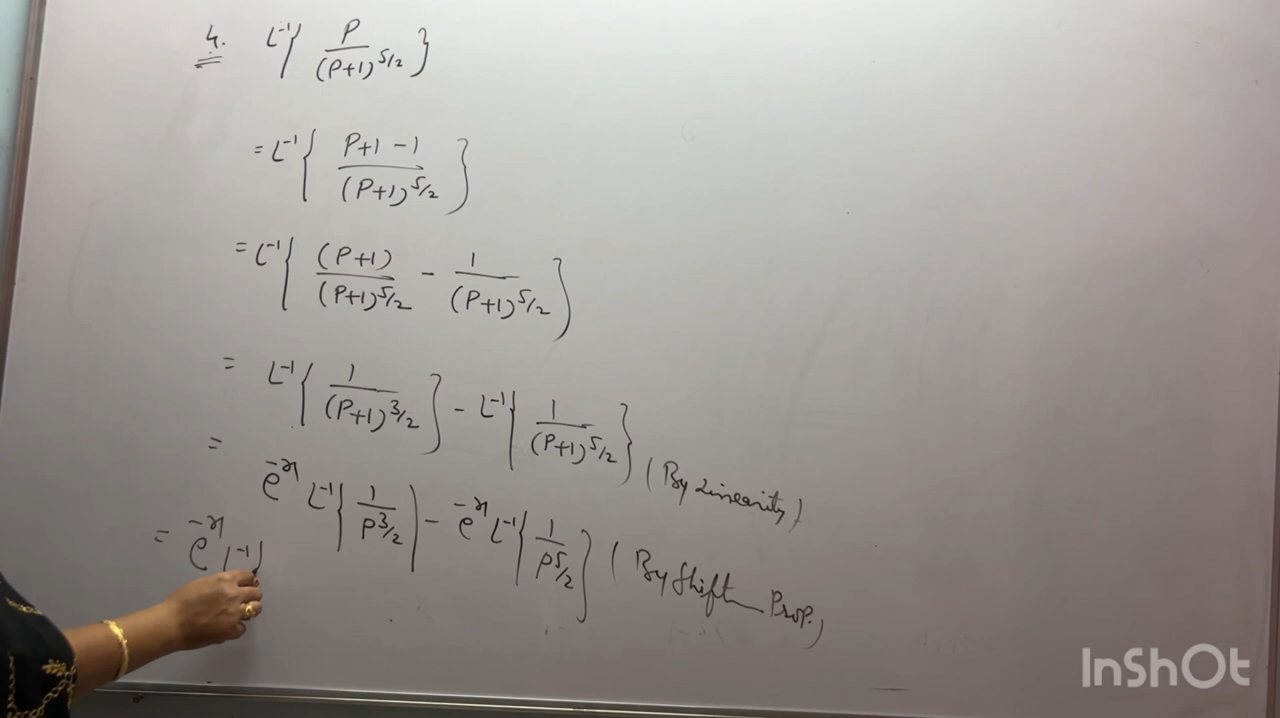 4. L⁻¹{ P/(P+1)^5/2 }
= L⁻¹{ P+1-1/(P+1)^5/2 }
= L⁻¹{ (P+1)/(P+1)^5/2 - 1/(P+1)^5/2 }
= L⁻¹{ 1/(P+1)^3/2 } - L⁻¹{ 1/(P+1)^5/2 } (By Linearity)
= e^-x L⁻¹{ 1/P^3/2 } - e^-x L⁻¹{ 1/P^5/2 } (By Shift Prop.)
= e^-x L⁻¹{
InShOt